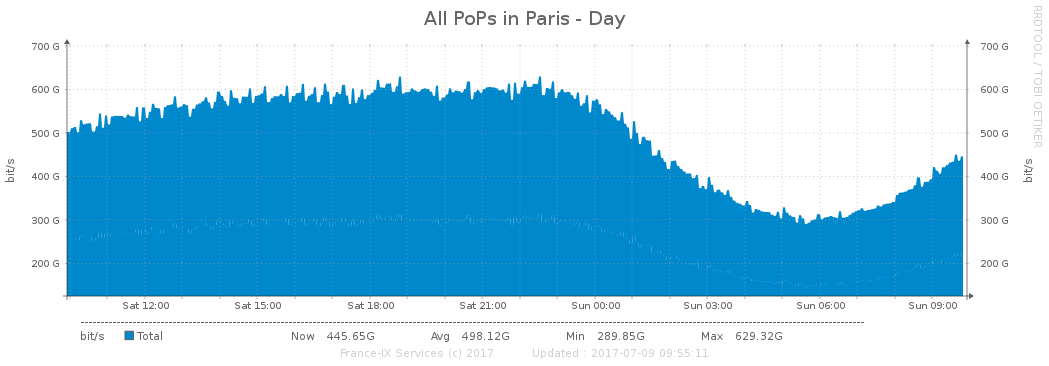 All PoPs in Paris - Day
RRDTOOL / TOBI OETIKER
700 G 700 G
600 G 600 G
500 G 500 G
400 G 400 G
300 G 300 G
200 G 200 G
bit/s bit/s
Sat 12:00 Sat 15:00 Sat 18:00 Sat 21:00 Sun 00:00 Sun 03:00 Sun 06:00 Sun 09:00
bit/s Total Now 445.65G Avg 498.12G Min 289.85G Max 629.32G
France-IX Services (c) 2017 Updated : 2017-07-09 09:55:11